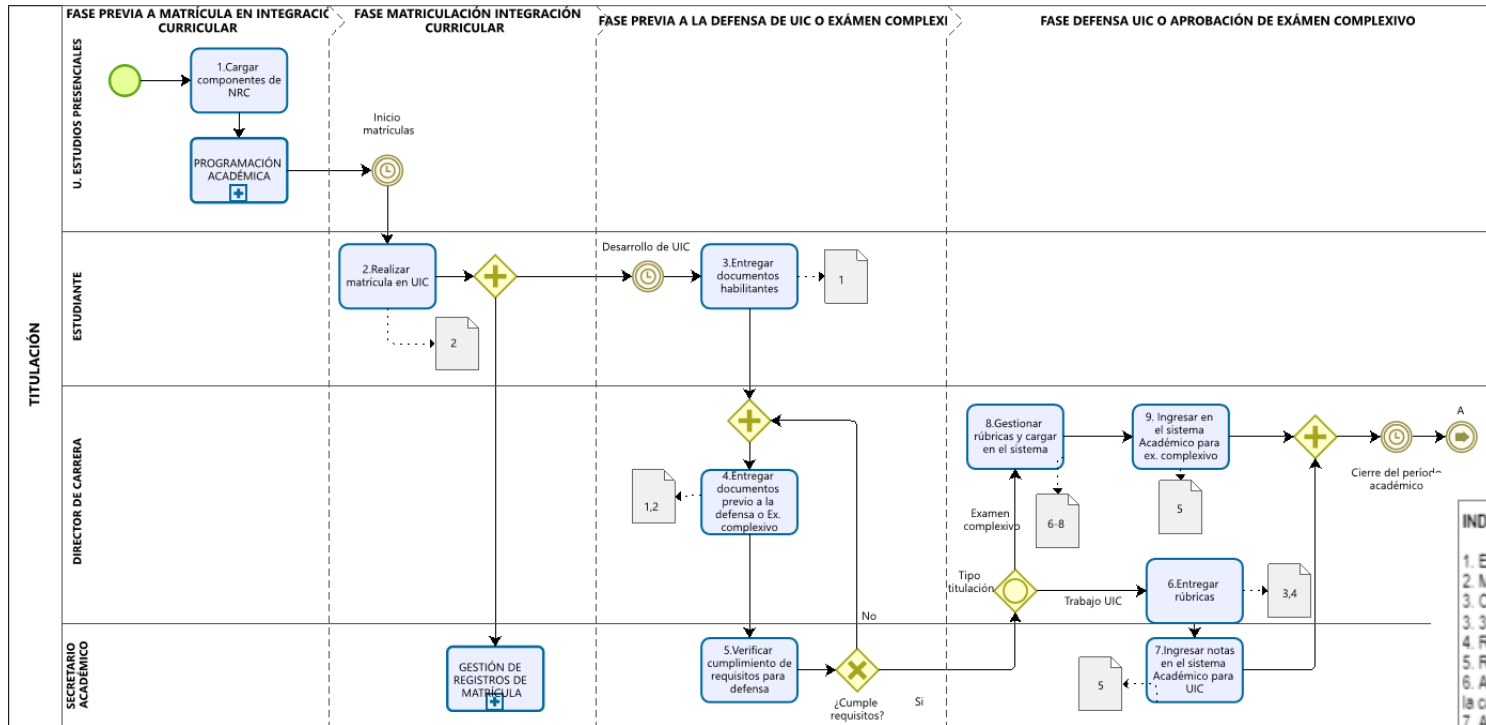 FASE PREVIA A MATRÍCULA EN INTEGRACIÓ
CURRICULAR
FASE MATRICULACIÓN INTEGRACIÓN
CURRICULAR
FASE PREVIA A LA DEFENSA DE UIC O EXÁMEN COMPLEXI
FASE DEFENSA UIC O APROBACIÓN DE EXÁMEN COMPLEXIVO
TITULACIÓN
U. ESTUDIOS PRESENCIALES
1.Cargar
componentes de
NRC
PROGRAMACIÓN
ACADÉMICA
Inicio
matrículas
ESTUDIANTE
2.Realizar
matrícula en UIC
2
Desarrollo de UIC
3.Entregar
documentos
habilitantes
1
DIRECTOR DE CARRERA
4.Entregar
documentos
previo a la
defensa o Ex.
complexivo
1,2
No
8.Gestionar
rúbricas y cargar
en el sistema
6-8
9. Ingresar en
el sistema
Académico para
ex. complexivo
5
Cierre del período
académico
A
Examen
complexivo
Tipo
titulación
Trabajo UIC
6.Entregar
rúbricas
3,4
SECRETARIO
ACADÉMICO
GESTIÓN DE
REGISTROS DE
MATRÍCULA
5.Verificar
cumplimiento de
requisitos para
defensa
¿Cumple
requisitos?
Si
7.Ingresar notas
en el sistema
Académico para
UIC
5
IND
1. E
2. M
3. C
3. 3
4. F
5. F
6. A
la c
7. A